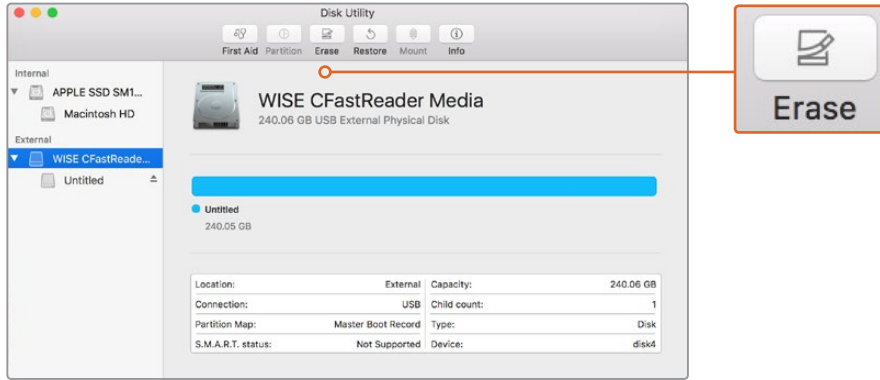 Disk Utility
First Aid Partition Erase Restore Mount Info
Erase
Internal
APPLE SSD SM1...
Macintosh HD
External
WISE CFastReade...
Untitled
WISE CFastReader Media
240.06 GB USB External Physical Disk
Untitled
240.05 GB
Location: External Capacity: 240.06 GB
Connection: USB Child count: 1
Partition Map: Master Boot Record Type: Disk
S.M.A.R.T. status: Not Supported Device: disk4